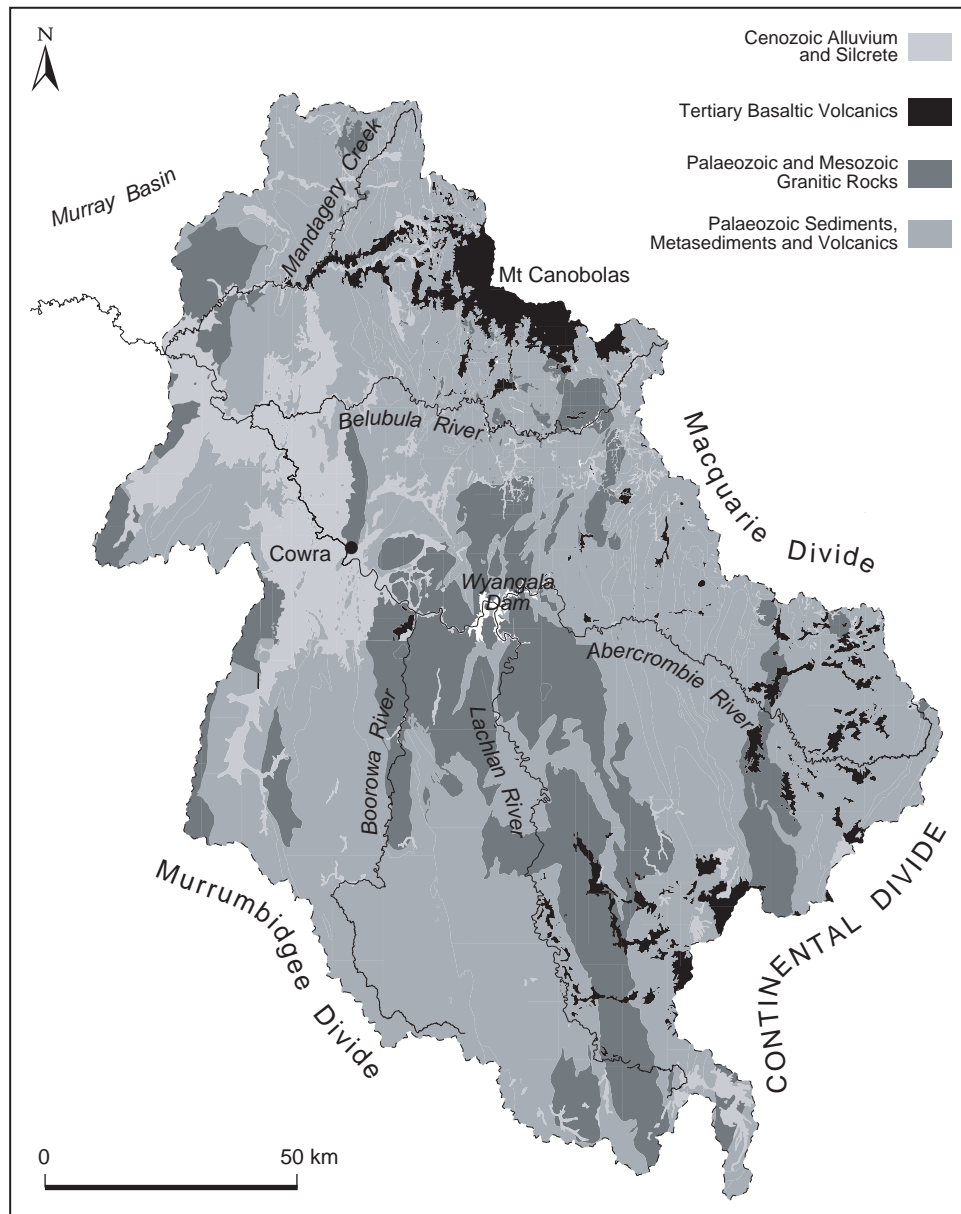 N
Cenozoic Alluvium
and Silcrete
Tertiary Basaltic Volcanics
Palaeozoic and Mesozoic
Granitic Rocks
Palaeozoic Sediments,
Metasediments and Volcanics
Murray Basin
Mandagery Creek
Mt Canobolas
Belubula River
Macquarie Divide
Cowra
Wyangala
Dam
Abercrombie River
Boorowa River
Lachlan River
Murrumbidgee Divide
CONTINENTAL DIVIDE
0 50 km